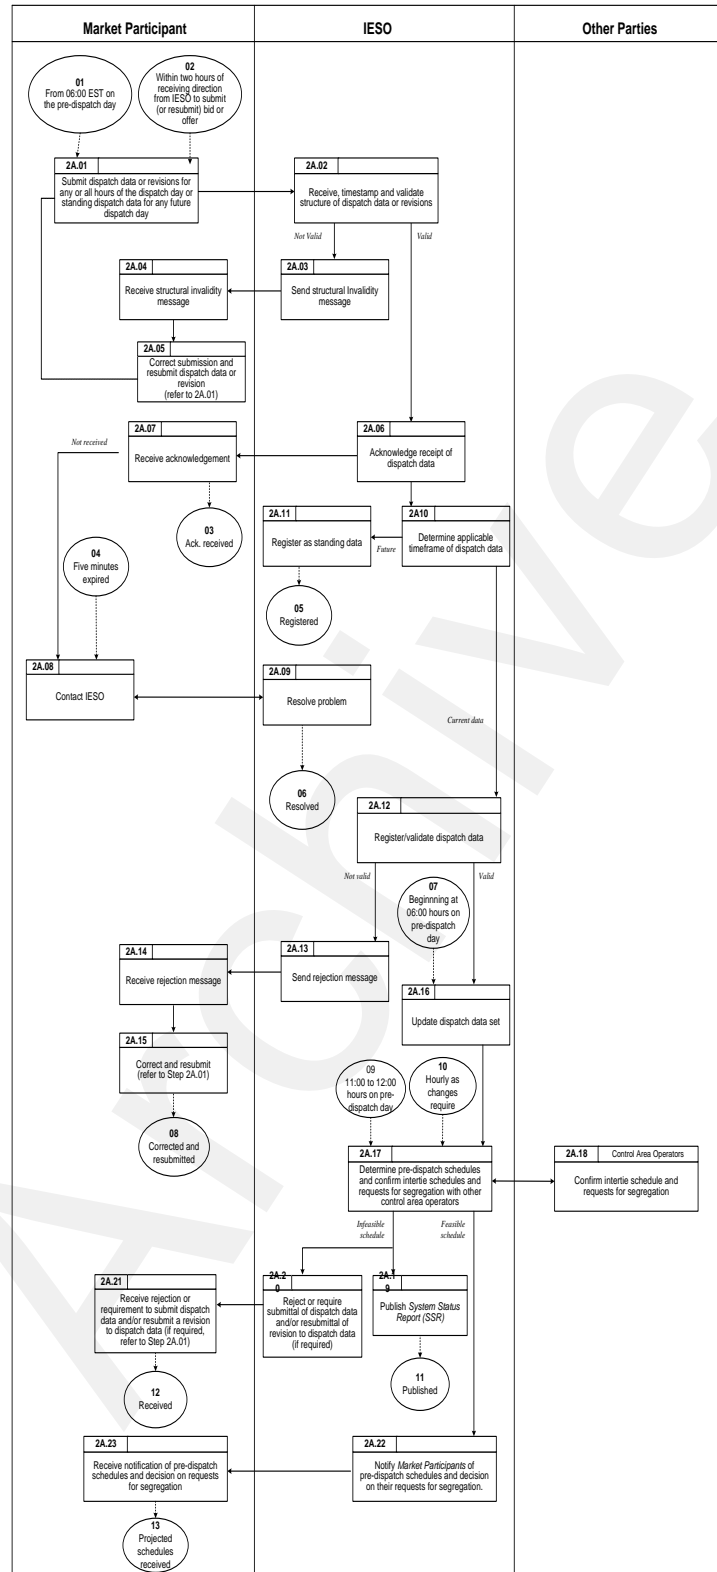 Market Participant
IESO
Other Parties
01
From 06:00 EST on
the pre-dispatch day
02
Within two hours of
receiving direction
from IESO to submit
(or resubmit) bid or
offer
2A.01
Submit dispatch data or revisions for
any or all hours of the dispatch day or
standing dispatch data for any future
dispatch day
2A.02
Receive, timestamp and validate
structure of dispatch data or revisions
Not Valid
Valid
2A.04
Receive structural invalidity
message
2A.03
Send structural Invalidity
message
2A.05
Correct submission and
resubmit dispatch data or
revision
(refer to 2A.01)
2A.07
Receive acknowledgement
2A.06
Acknowledge receipt of
dispatch data
Not received
03
Ack. received
2A.11
Register as standing data
2A10
Determine applicable
timeframe of dispatch data
Future
04
Five minutes
expired
05
Registered
2A.08
Contact IESO
2A.09
Resolve problem
Current data
06
Resolved
2A.12
Register/validate dispatch data
Not valid
Valid
07
Beginnning at
06:00 hours on
pre-dispatch
day
2A.14
Receive rejection message
2A.13
Send rejection message
2A.16
Update dispatch data set
2A.15
Correct and resubmit
(refer to Step 2A.01)
09
11:00 to 12:00
hours on pre-
dispatch day
10
Hourly as
changes
require
08
Corrected and
resubmitted
2A.17
Determine pre-dispatch schedules
and confirm intertie schedules and
requests for segregation with other
control area operators
2A.18
Control Area Operators
Confirm intertie schedule and
requests for segregation
Infeasible
schedule
Feasible
schedule
2A.21
Receive rejection or
requirement to submit dispatch
data and/or resubmit a revision
to dispatch data (if required,
refer to Step 2A.01)
2A.2
0
Reject or require
submittal of dispatch data
and/or resubmittal of
revision to dispatch data
(if required)
2A.1
9
Publish System Status
Report (SSR)
12
Received
11
Published
2A.23
Receive notification of pre-dispatch
schedules and decision on requests
for segregation
2A.22
Notify Market Participants of
pre-dispatch schedules and decision
on their requests for segregation.
13
Projected
schedules
received
Archive